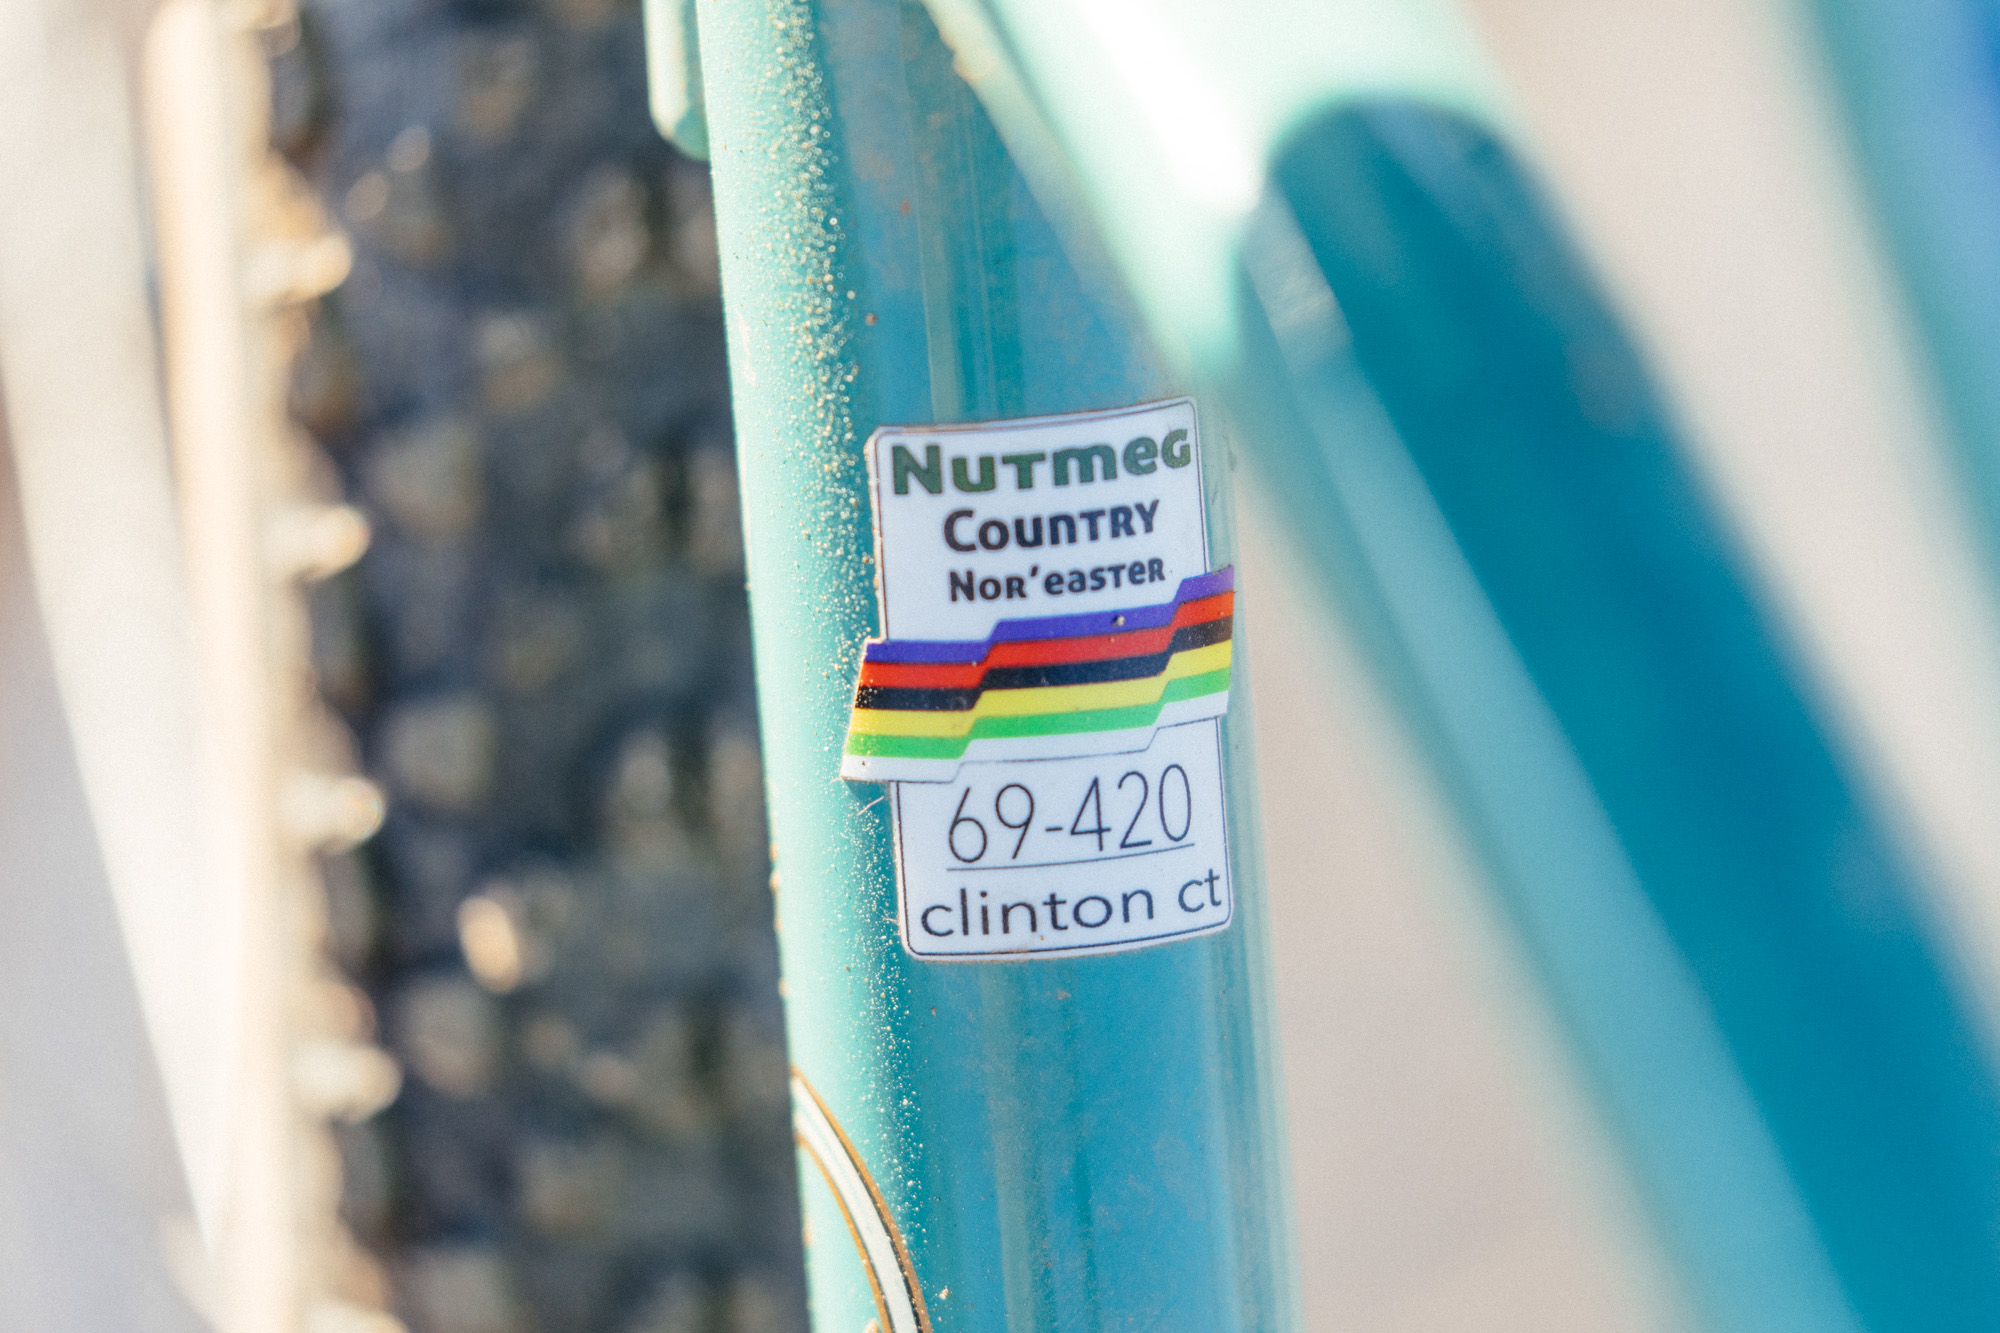 Nutmeg
Country
Nor'easter
69-420
clinton ct